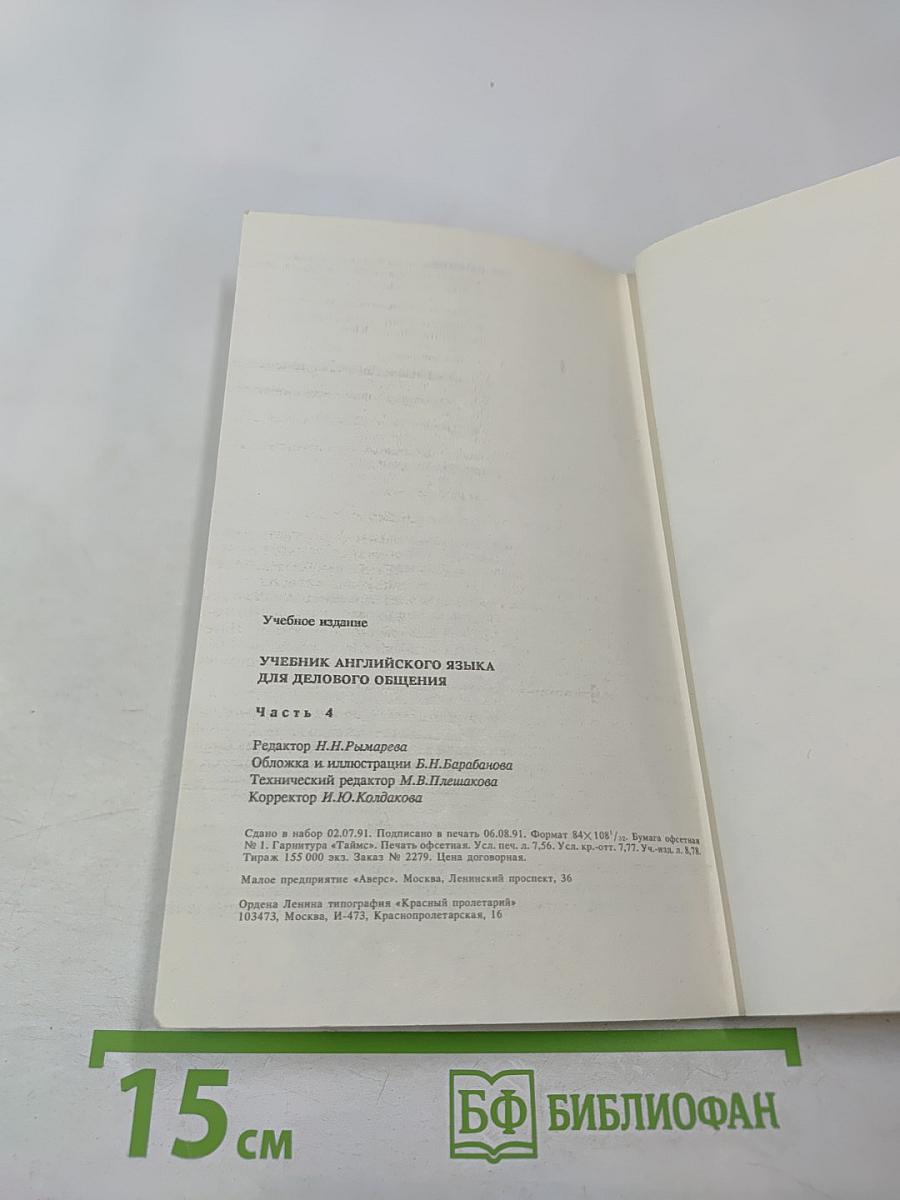 Учебное издание
УЧЕБНИК АНГЛИЙСКОГО ЯЗЫКА
ДЛЯ ДЕЛОВОГО ОБЩЕНИЯ
Часть 4
Редактор Н.Н.Рымарева
Обложка и иллюстрации Б.Н.Барабанова
Технический редактор М.В.Плешакова
Корректор И.Ю.Колдакова
Сдано в набор 02.07.91. Подписано в печать 06.08.91. Формат 84×108¹/₃₂. Бумага офсетная
№ 1. Гарнитура «Таймс». Печать офсетная. Усл. печ. л. 7,56. Усл. кр.-отт. 7,77. Уч.-изд. л. 8,78.
Тираж 155 000 экз. Заказ № 2279. Цена договорная.
Малое предприятие «Аверс». Москва, Ленинский проспект, 36
Ордена Ленина типография «Красный пролетарий»
103473, Москва, И-473, Краснопролетарская, 16
15 см
БФ БИБЛИОФАН